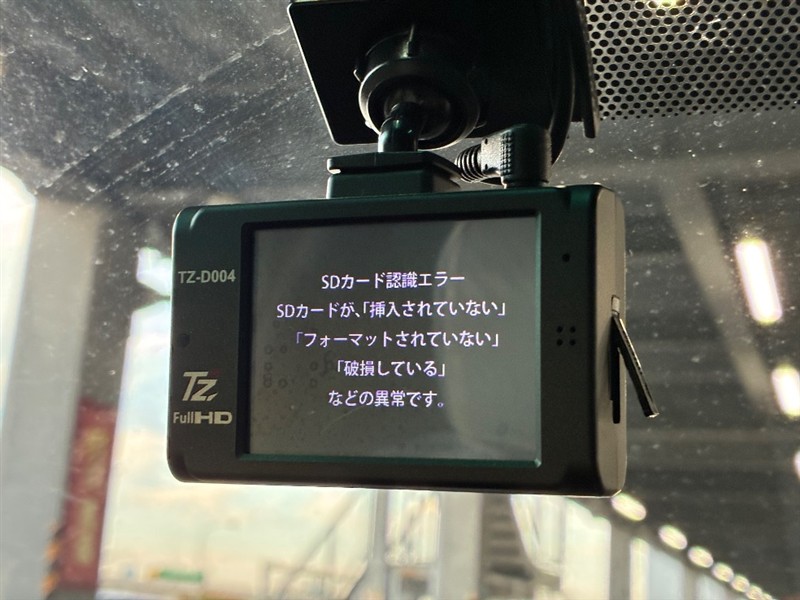 TZ-D004
SDカード認識エラー
SDカードが、「挿入されていない」
「フォーマットされていない」
「破損している」
などの異常です。
TZ
FullHD